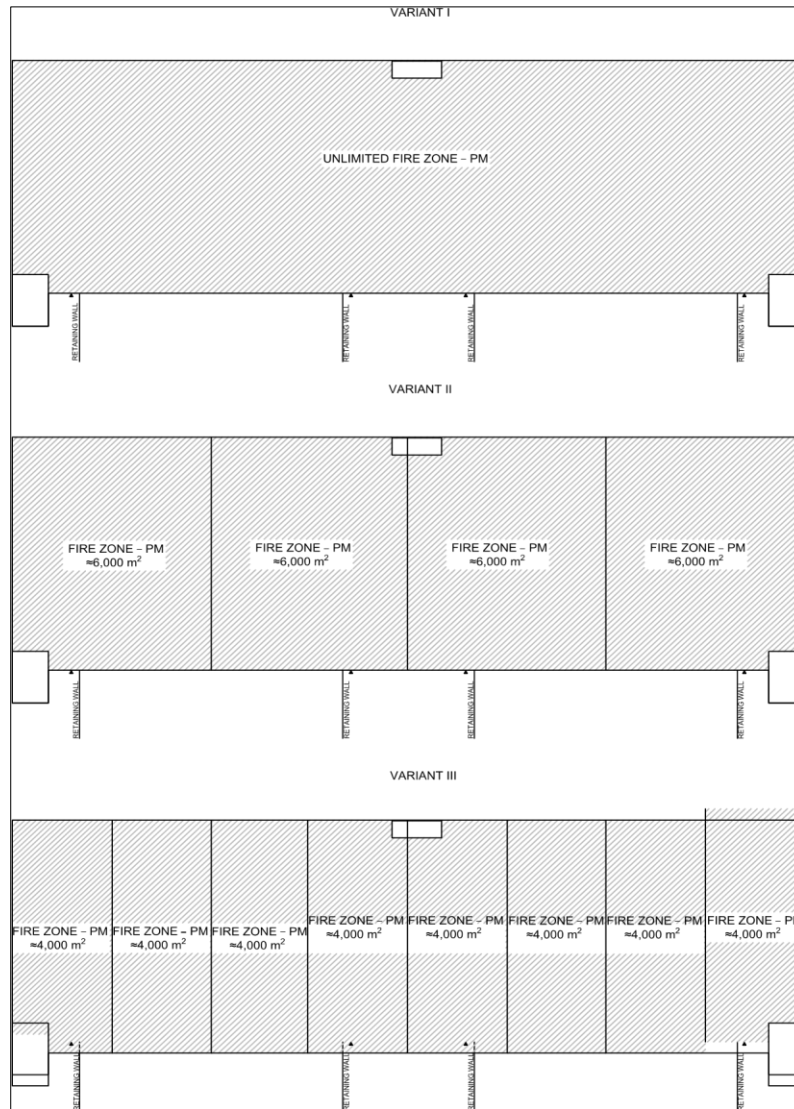 VARIANT I
UNLIMITED FIRE ZONE – PM
RETAINING WALL
RETAINING WALL
RETAINING WALL
RETAINING WALL
VARIANT II
FIRE ZONE – PM
≈6,000 m²
FIRE ZONE – PM
≈6,000 m²
FIRE ZONE – PM
≈6,000 m²
FIRE ZONE – PM
≈6,000 m²
RETAINING WALL
RETAINING WALL
RETAINING WALL
RETAINING WALL
VARIANT III
FIRE ZONE – PM
≈4,000 m²
FIRE ZONE – PM
≈4,000 m²
FIRE ZONE – PM
≈4,000 m²
FIRE ZONE – PM
≈4,000 m²
FIRE ZONE – PM
≈4,000 m²
FIRE ZONE – PM
≈4,000 m²
FIRE ZONE – PM
≈4,000 m²
FIRE ZONE – PM
≈4,000 m²
RETAINING WALL
RETAINING WALL
RETAINING WALL
RETAINING WALL